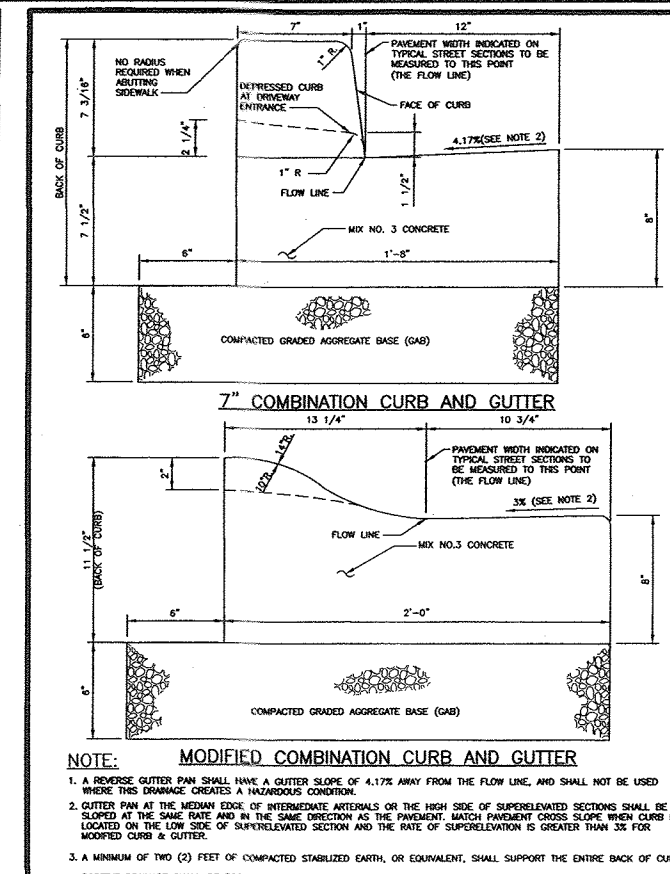 7" 1" 12"
NO RADIUS
REQUIRED WHEN
ABUTTING
SIDEWALK
1" R.
PAVEMENT WIDTH INDICATED ON
TYPICAL STREET SECTIONS TO BE
MEASURED TO THIS POINT
(THE FLOW LINE)
BACK OF CURB
7 3/16"
DEPRESSED CURB
AT DRIVEWAY
ENTRANCE
FACE OF CURB
2 1/4"
4.17%(SEE NOTE 2)
1" R
FLOW LINE
1 1/2"
7 1/2"
8"
MIX NO. 3 CONCRETE
6" 1'-8"
6"
COMPACTED GRADED AGGREGATE BASE (GAB)
7" COMBINATION CURB AND GUTTER
13 1/4" 10 3/4"
2"
14"R.
10"R.
PAVEMENT WIDTH INDICATED ON
TYPICAL STREET SECTIONS TO
BE MEASURED TO THIS POINT
(THE FLOW LINE)
3% (SEE NOTE 2)
11 1/2"
(BACK OF CURB)
FLOW LINE
MIX NO.3 CONCRETE
8"
6" 2'-0"
6"
COMPACTED GRADED AGGREGATE BASE (GAB)
NOTE: MODIFIED COMBINATION CURB AND GUTTER
1. A REVERSE GUTTER PAN SHALL HAVE A GUTTER SLOPE OF 4.17% AWAY FROM THE FLOW LINE, AND SHALL NOT BE USED
WHERE THIS DRAINAGE CREATES A HAZARDOUS CONDITION.
2. GUTTER PAN AT THE MEDIAN EDGE OF INTERMEDIATE ARTERIALS OR THE HIGH SIDE OF SUPERELEVATED SECTIONS SHALL BE
SLOPED AT THE SAME RATE AND IN THE SAME DIRECTION AS THE PAVEMENT. MATCH PAVEMENT CROSS SLOPE WHEN CURB
LOCATED ON THE LOW SIDE OF SUPERELEVATED SECTION AND THE RATE OF SUPERELEVATION IS GREATER THAN 3% FOR
MODIFIED CURB & GUTTER.
3. A MINIMUM OF TWO (2) FEET OF COMPACTED STABILIZED EARTH, OR EQUIVALENT, SHALL SUPPORT THE ENTIRE BACK OF